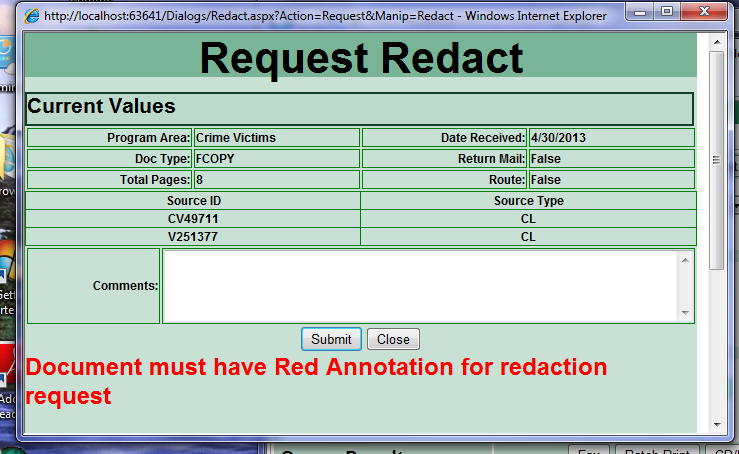 http://localhost:63641/Dialogs/Redact.aspx?Action=Request&Manip=Redact - Windows Internet Explorer
Request Redact
Current Values
Program Area: Crime Victims Date Received: 4/30/2013
Doc Type: FCOPY Return Mail: False
Total Pages: 8 Route: False
Source ID Source Type
CV49711 CL
V251377 CL
Comments:
Submit Close
Document must have Red Annotation for redaction
request